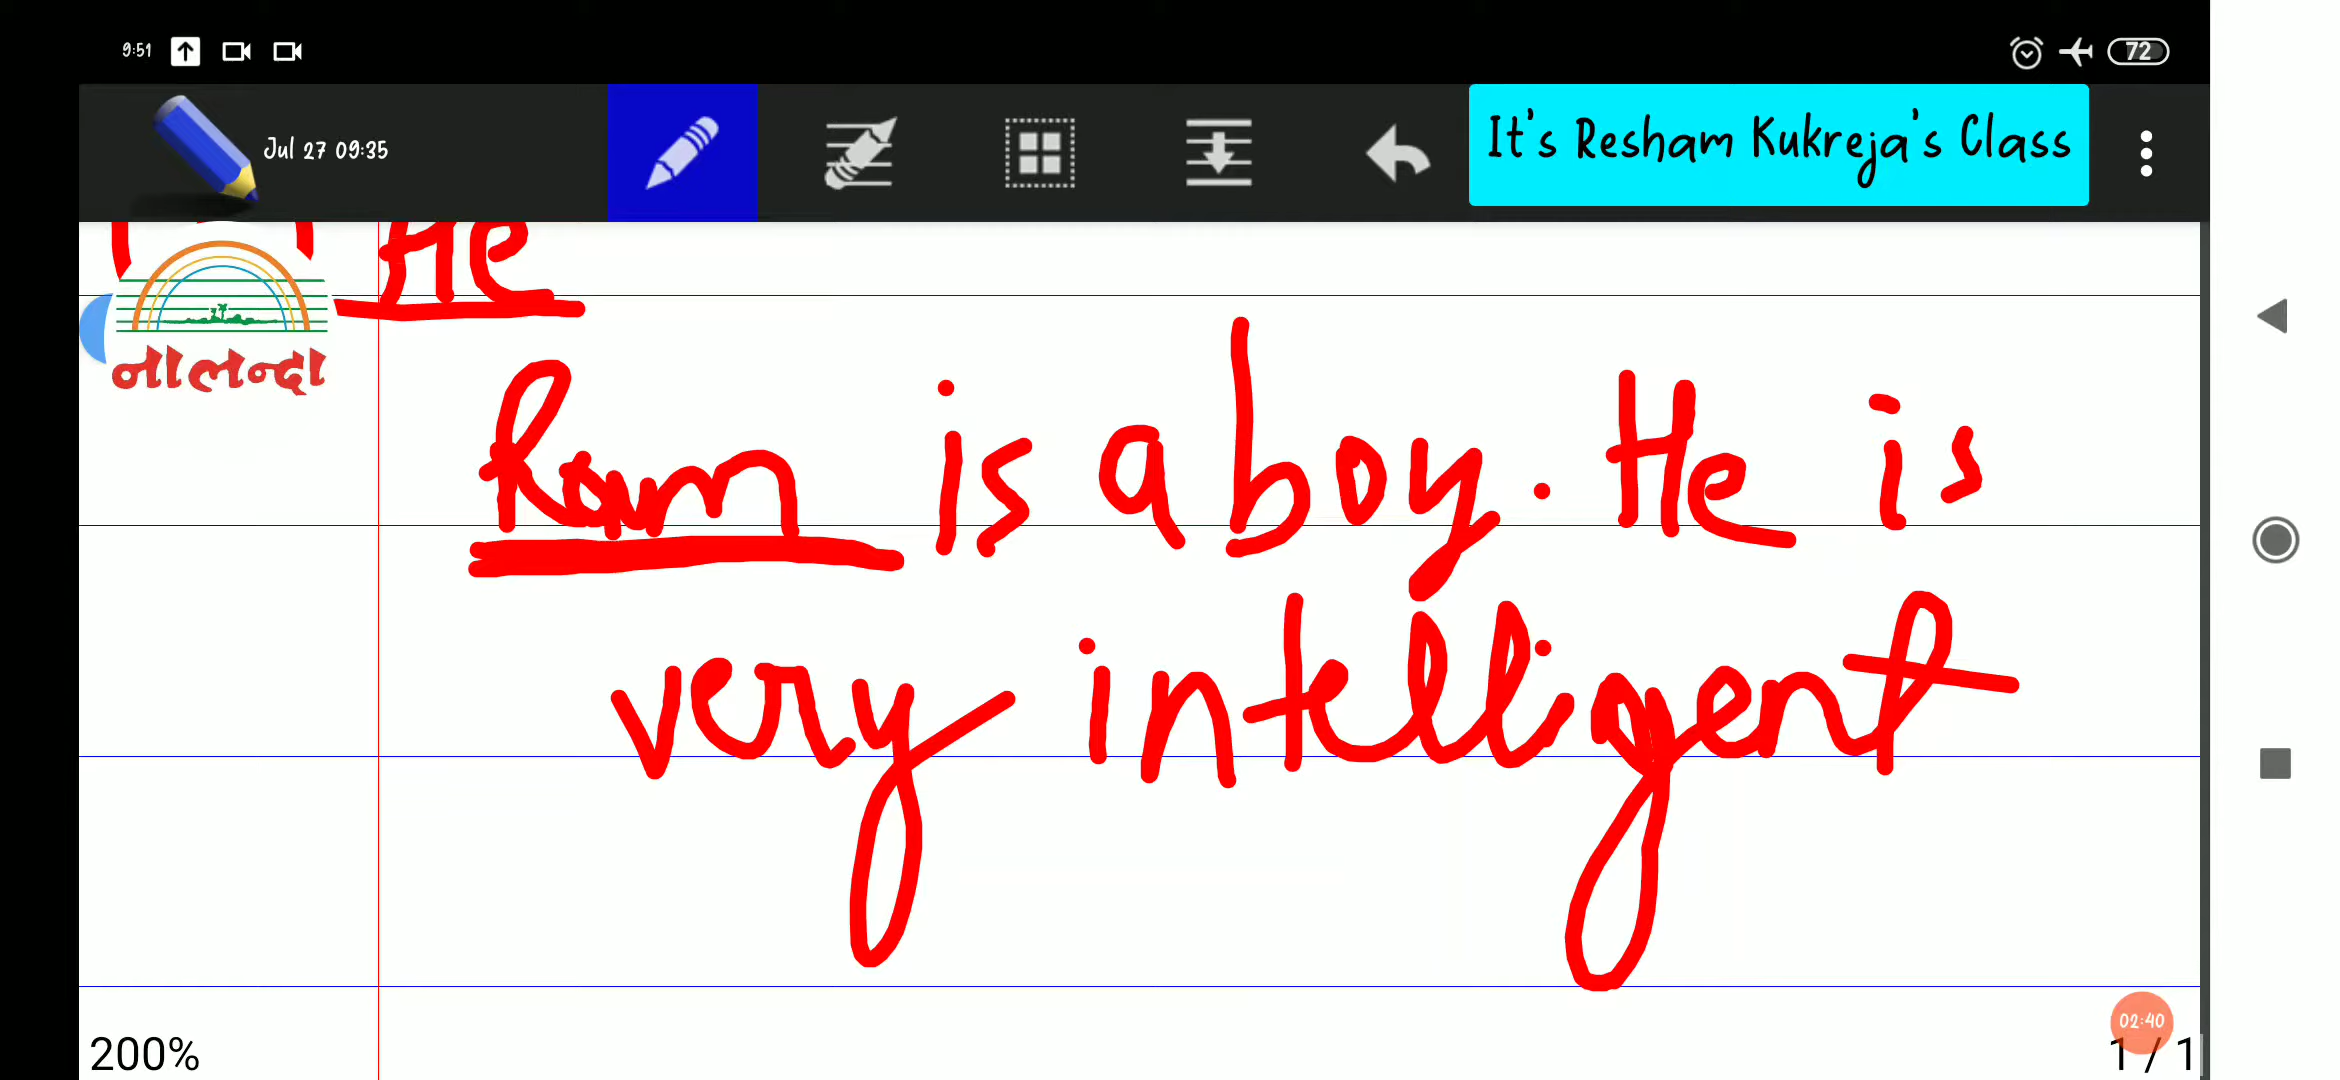 9:51
72
Jul 27 09:35
It's Resham Kukreja's Class
He
नालन्दा
Ram is a boy. He is
very intelligent
02:40
200%
1 / 1